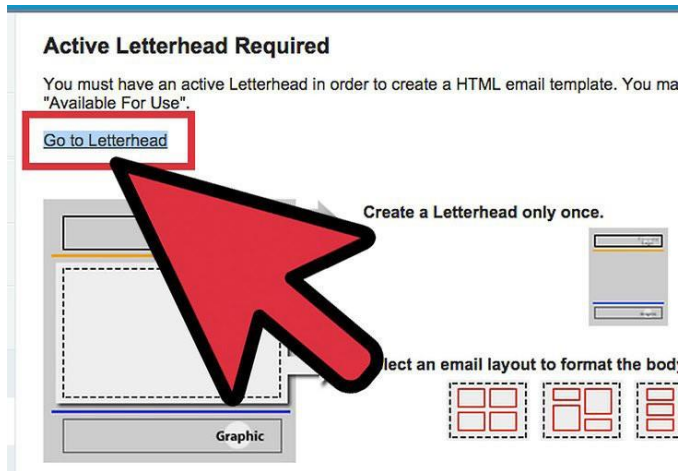 Active Letterhead Required
You must have an active Letterhead in order to create a HTML email template. You ma
"Available For Use".
Go to Letterhead
Create a Letterhead only once.
lect an email layout to format the body
Graphic